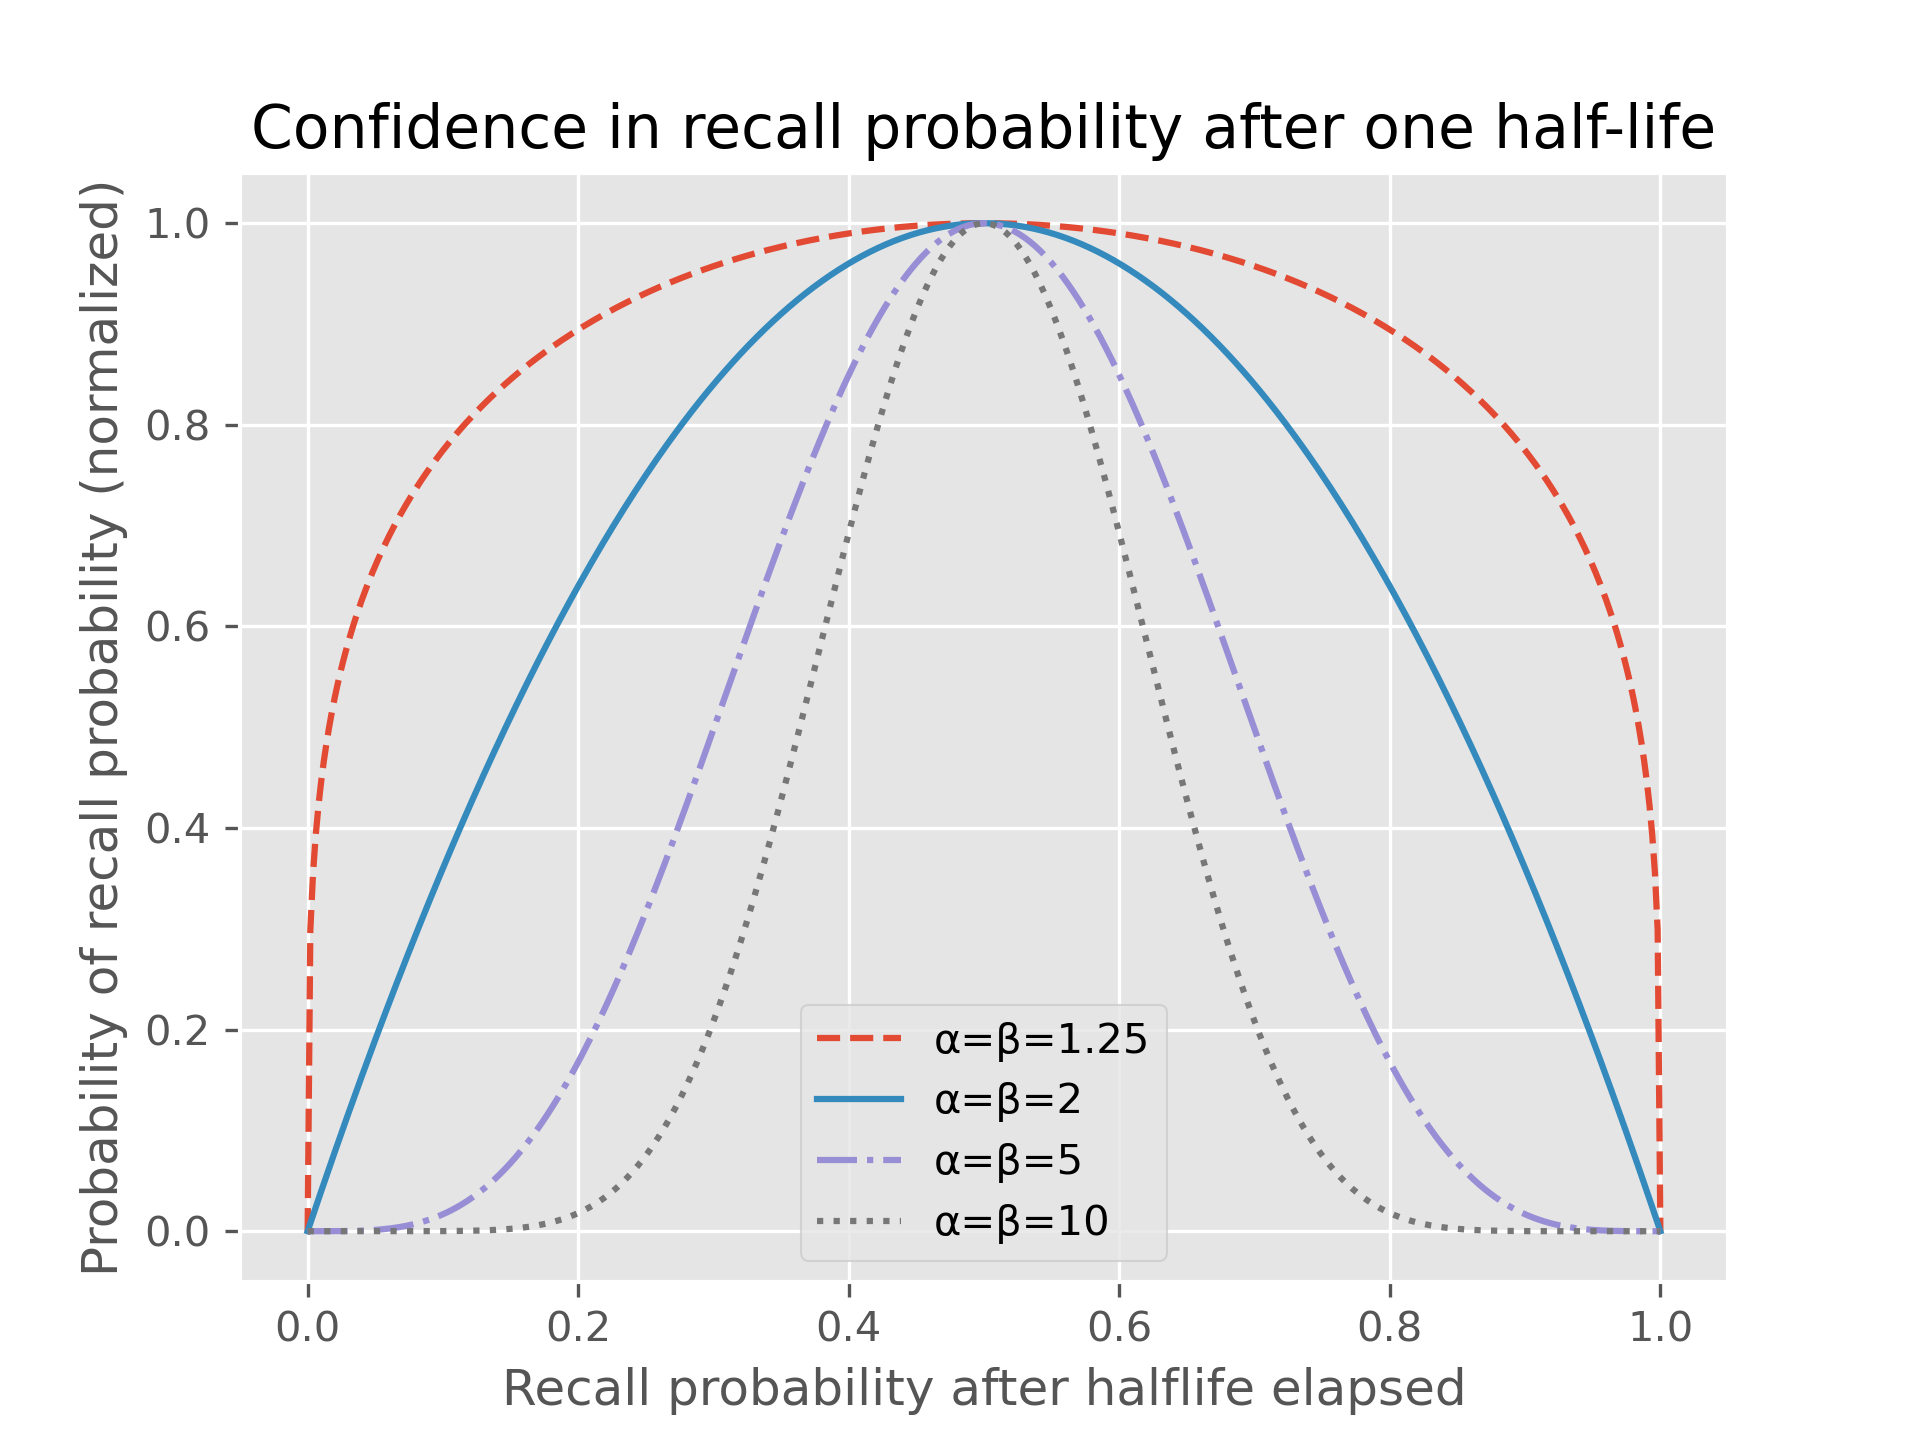 Confidence in recall probability after one half-life
Probability of recall probability (normalized)
1.0
0.8
0.6
0.4
0.2
0.0
α=β=1.25
α=β=2
α=β=5
α=β=10
0.0 0.2 0.4 0.6 0.8 1.0
Recall probability after halflife elapsed